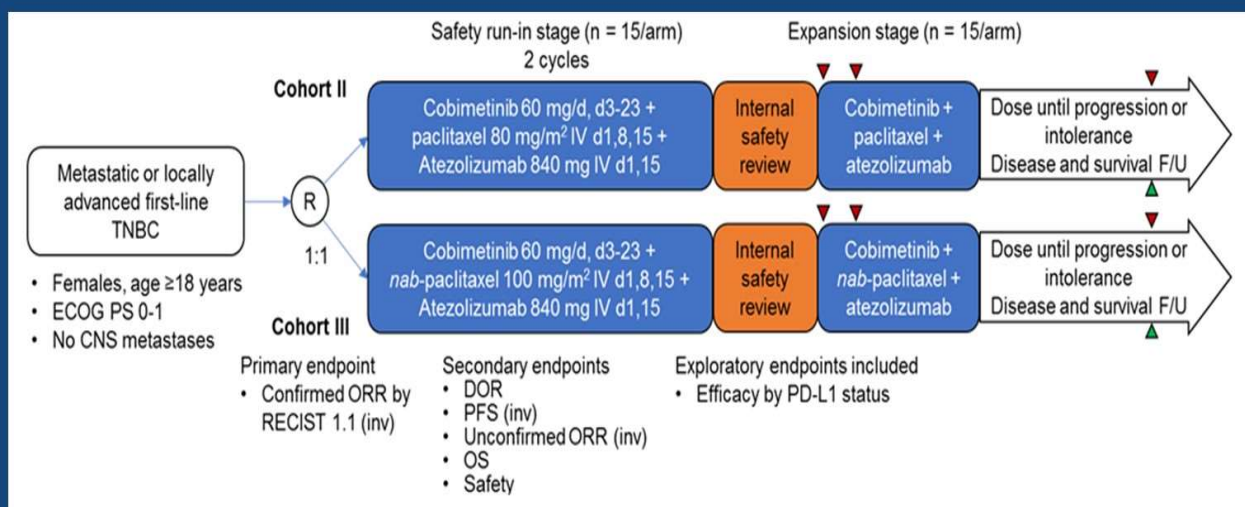 Safety run-in stage (n = 15/arm)
2 cycles
Expansion stage (n = 15/arm)
Cohort II
Cobimetinib 60 mg/d, d3-23 +
paclitaxel 80 mg/m² IV d1,8,15 +
Atezolizumab 840 mg IV d1,15
Internal
safety
review
Cobimetinib +
paclitaxel +
atezolizumab
Dose until progression or
intolerance
Disease and survival F/U
Metastatic or locally
advanced first-line
TNBC
R
1:1
Cobimetinib 60 mg/d, d3-23 +
nab-paclitaxel 100 mg/m² IV d1,8,15 +
Atezolizumab 840 mg IV d1,15
Internal
safety
review
Cobimetinib +
nab-paclitaxel +
atezolizumab
Dose until progression or
intolerance
Disease and survival F/U
• Females, age ≥18 years
• ECOG PS 0-1
• No CNS metastases
Cohort III
Primary endpoint
• Confirmed ORR by
RECIST 1.1 (inv)
Secondary endpoints
• DOR
• PFS (inv)
• Unconfirmed ORR (inv)
• OS
• Safety
Exploratory endpoints included
• Efficacy by PD-L1 status